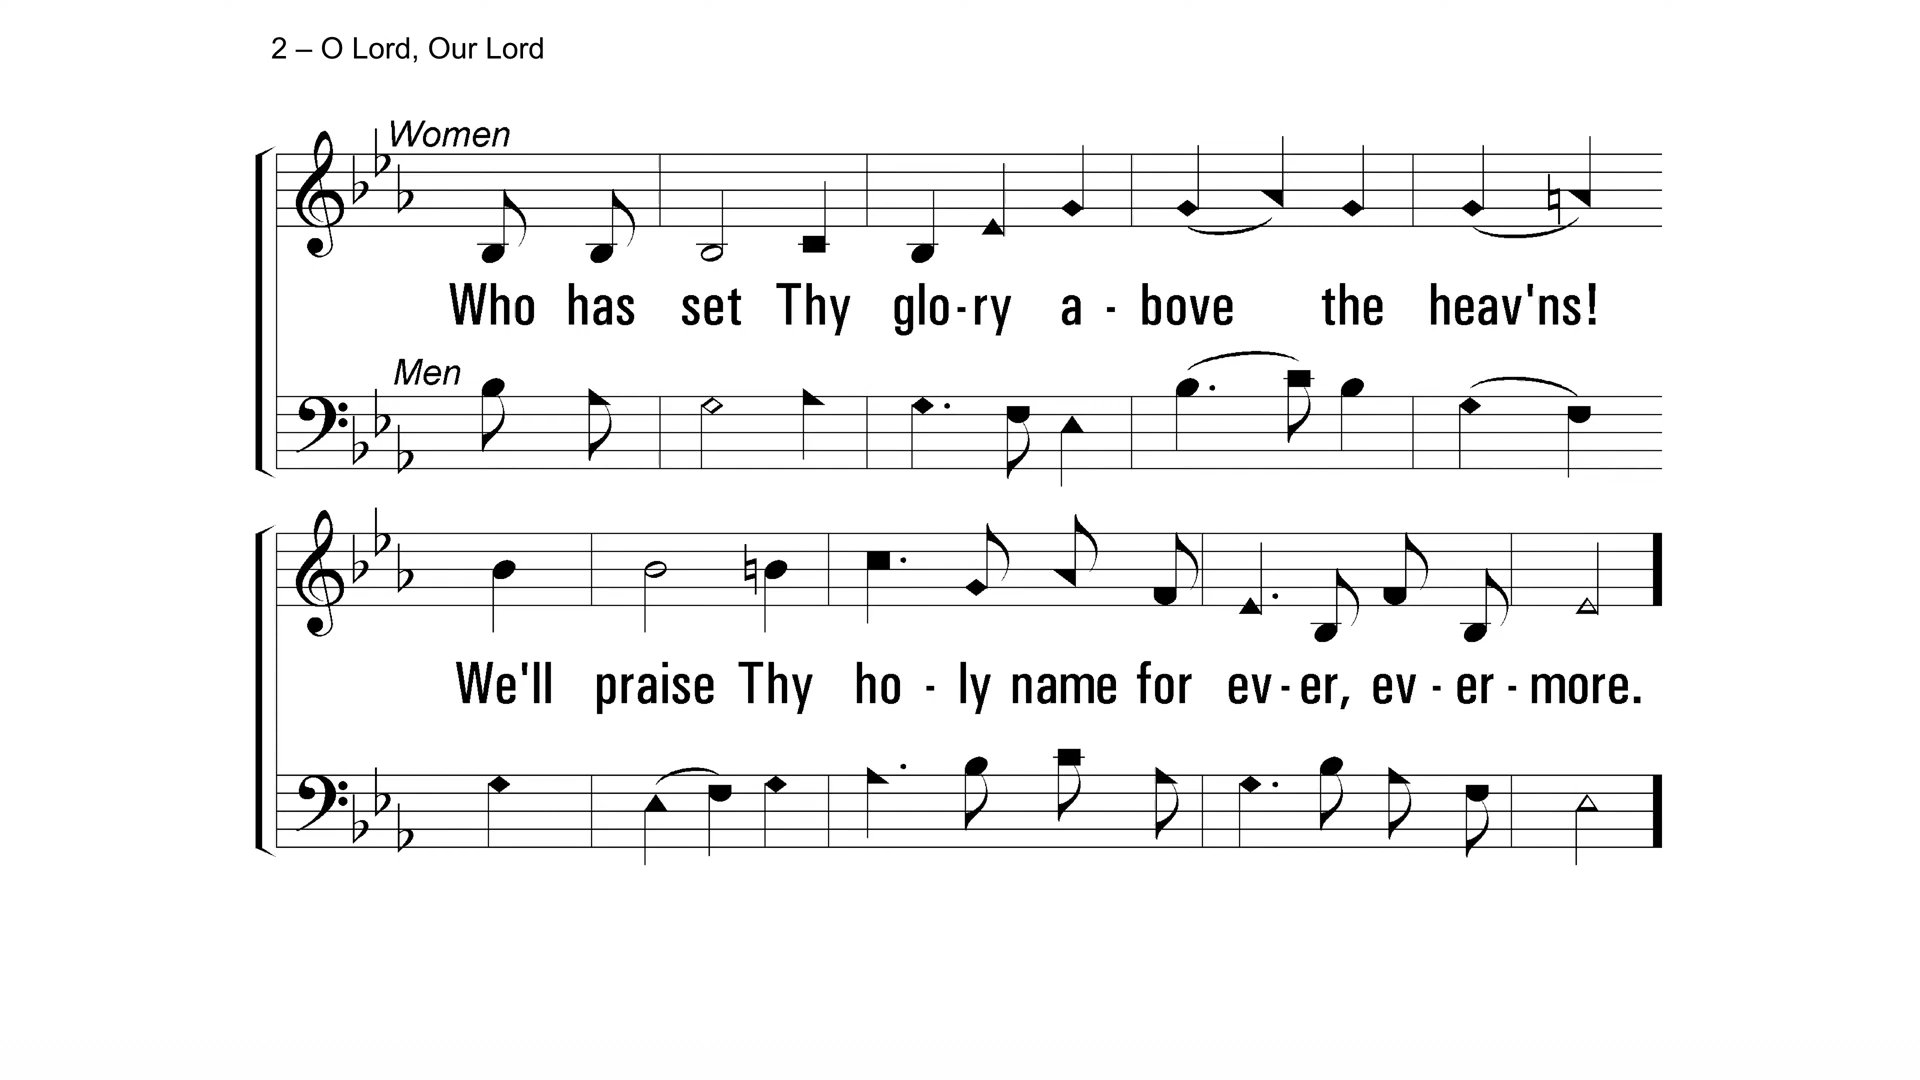 2 – O Lord, Our Lord
Women
Who has set Thy glo-ry a - bove the heav'ns!
Men
We'll praise Thy ho - ly name for ev-er, ev - er - more.